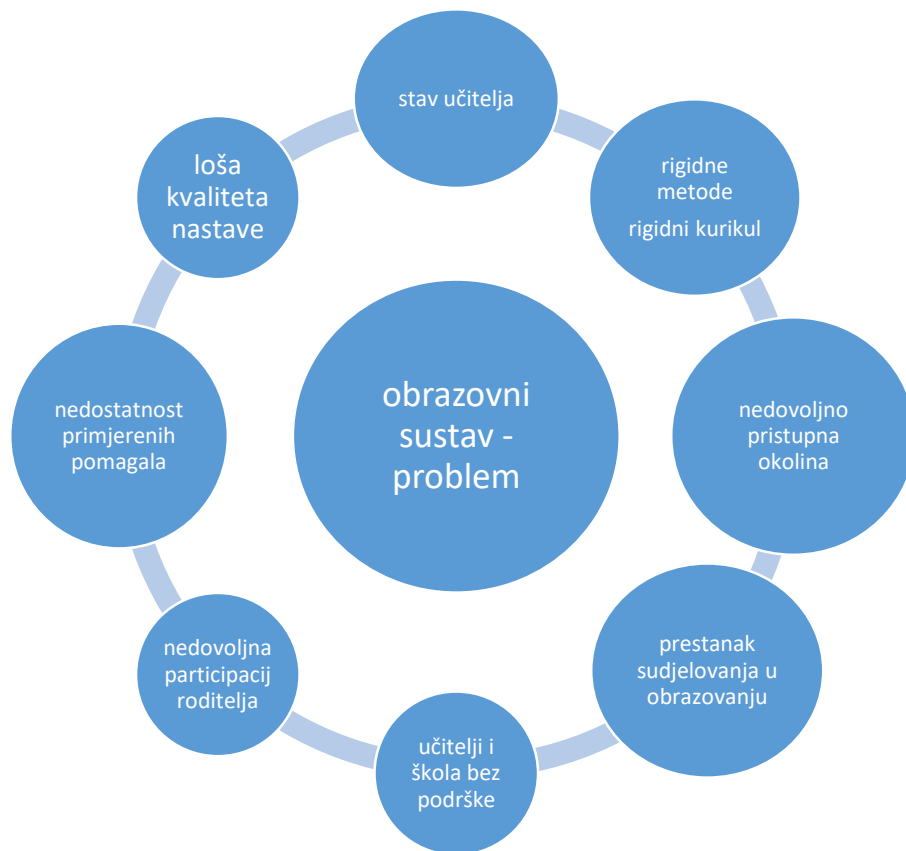 stav učitelja
rigidne
metode
rigidni kurikul
nedovoljno
pristupna
okolina
prestanak
sudjelovanja u
obrazovanju
učitelji i
škola bez
podrške
nedovoljna
participacij
roditelja
nedostatnost
primjerenih
pomagala
loša
kvaliteta
nastave
obrazovni
sustav -
problem